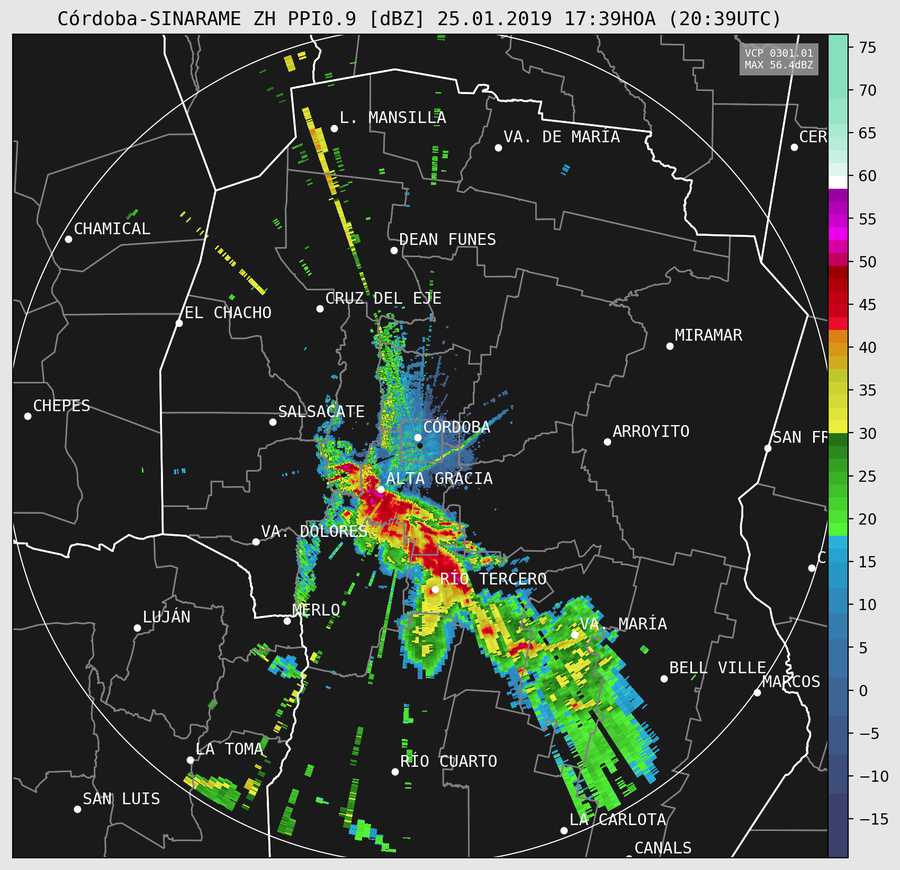 Córdoba-SINARAME ZH PPI0.9 [dBZ] 25.01.2019 17:39HOA (20:39UTC)
VCP 0301.01
MAX 56.4dBZ
L. MANSILLA
VA. DE MARÍA
CER
CHAMICAL
DEAN FUNES
CRUZ DEL EJE
EL CHACHO
MIRAMAR
CHEPES
SALSACATE
CÓRDOBA
ARROYITO
SAN FR
ALTA GRACIA
VA. DOLORES
C
RÍO TERCERO
LUJÁN
MERLO
VA. MARÍA
BELL VILLE
MARCOS
LA TOMA
RÍO CUARTO
SAN LUIS
LA CARLOTA
CANALS
75
70
65
60
55
50
45
40
35
30
25
20
15
10
5
0
−5
−10
−15